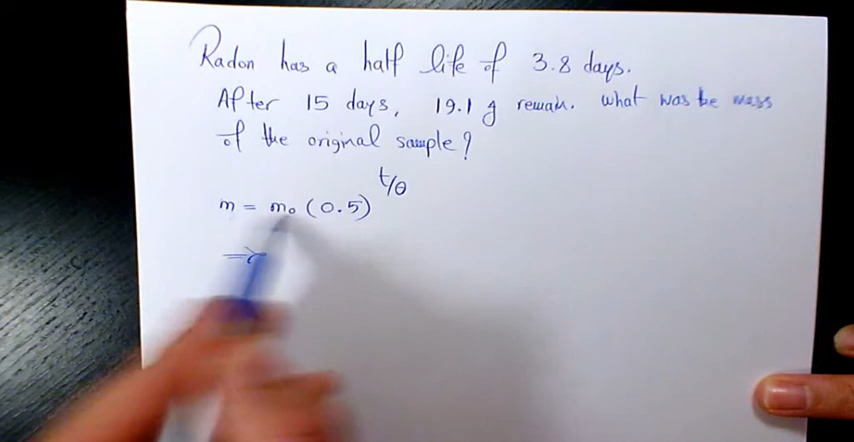 Radon has a half life of 3.8 days.
After 15 days, 19.1 g remain. what was be mass
of the original sample?
m = m₀ (0.5)^t/θ
⇒